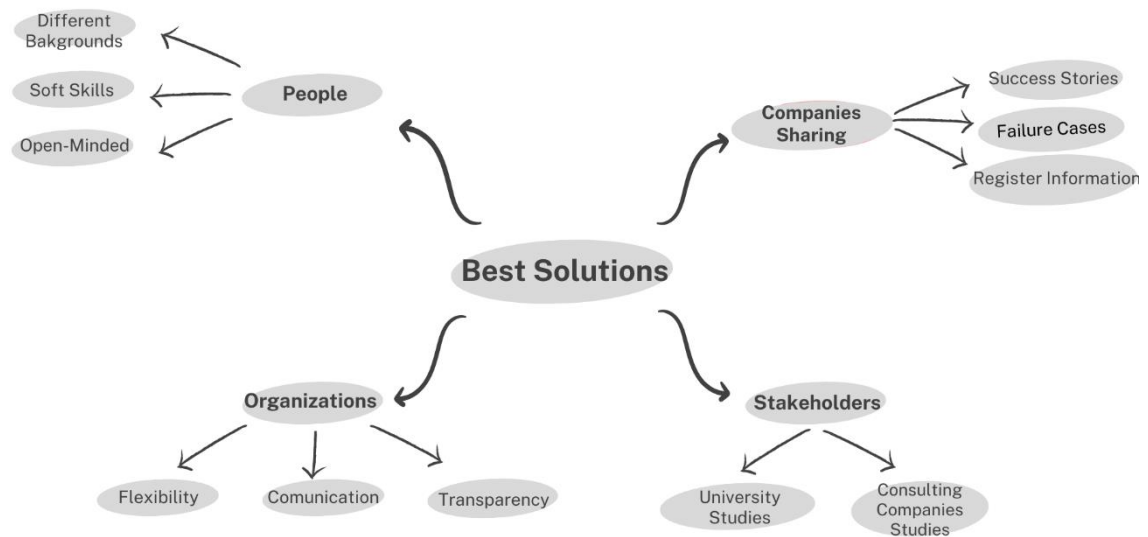 Different
Bakgrounds
Soft Skills
Open-Minded
People
Companies
Sharing
Success Stories
Failure Cases
Register Information
Best Solutions
Organizations
Flexibility
Comunication
Transparency
Stakeholders
University
Studies
Consulting
Companies
Studies